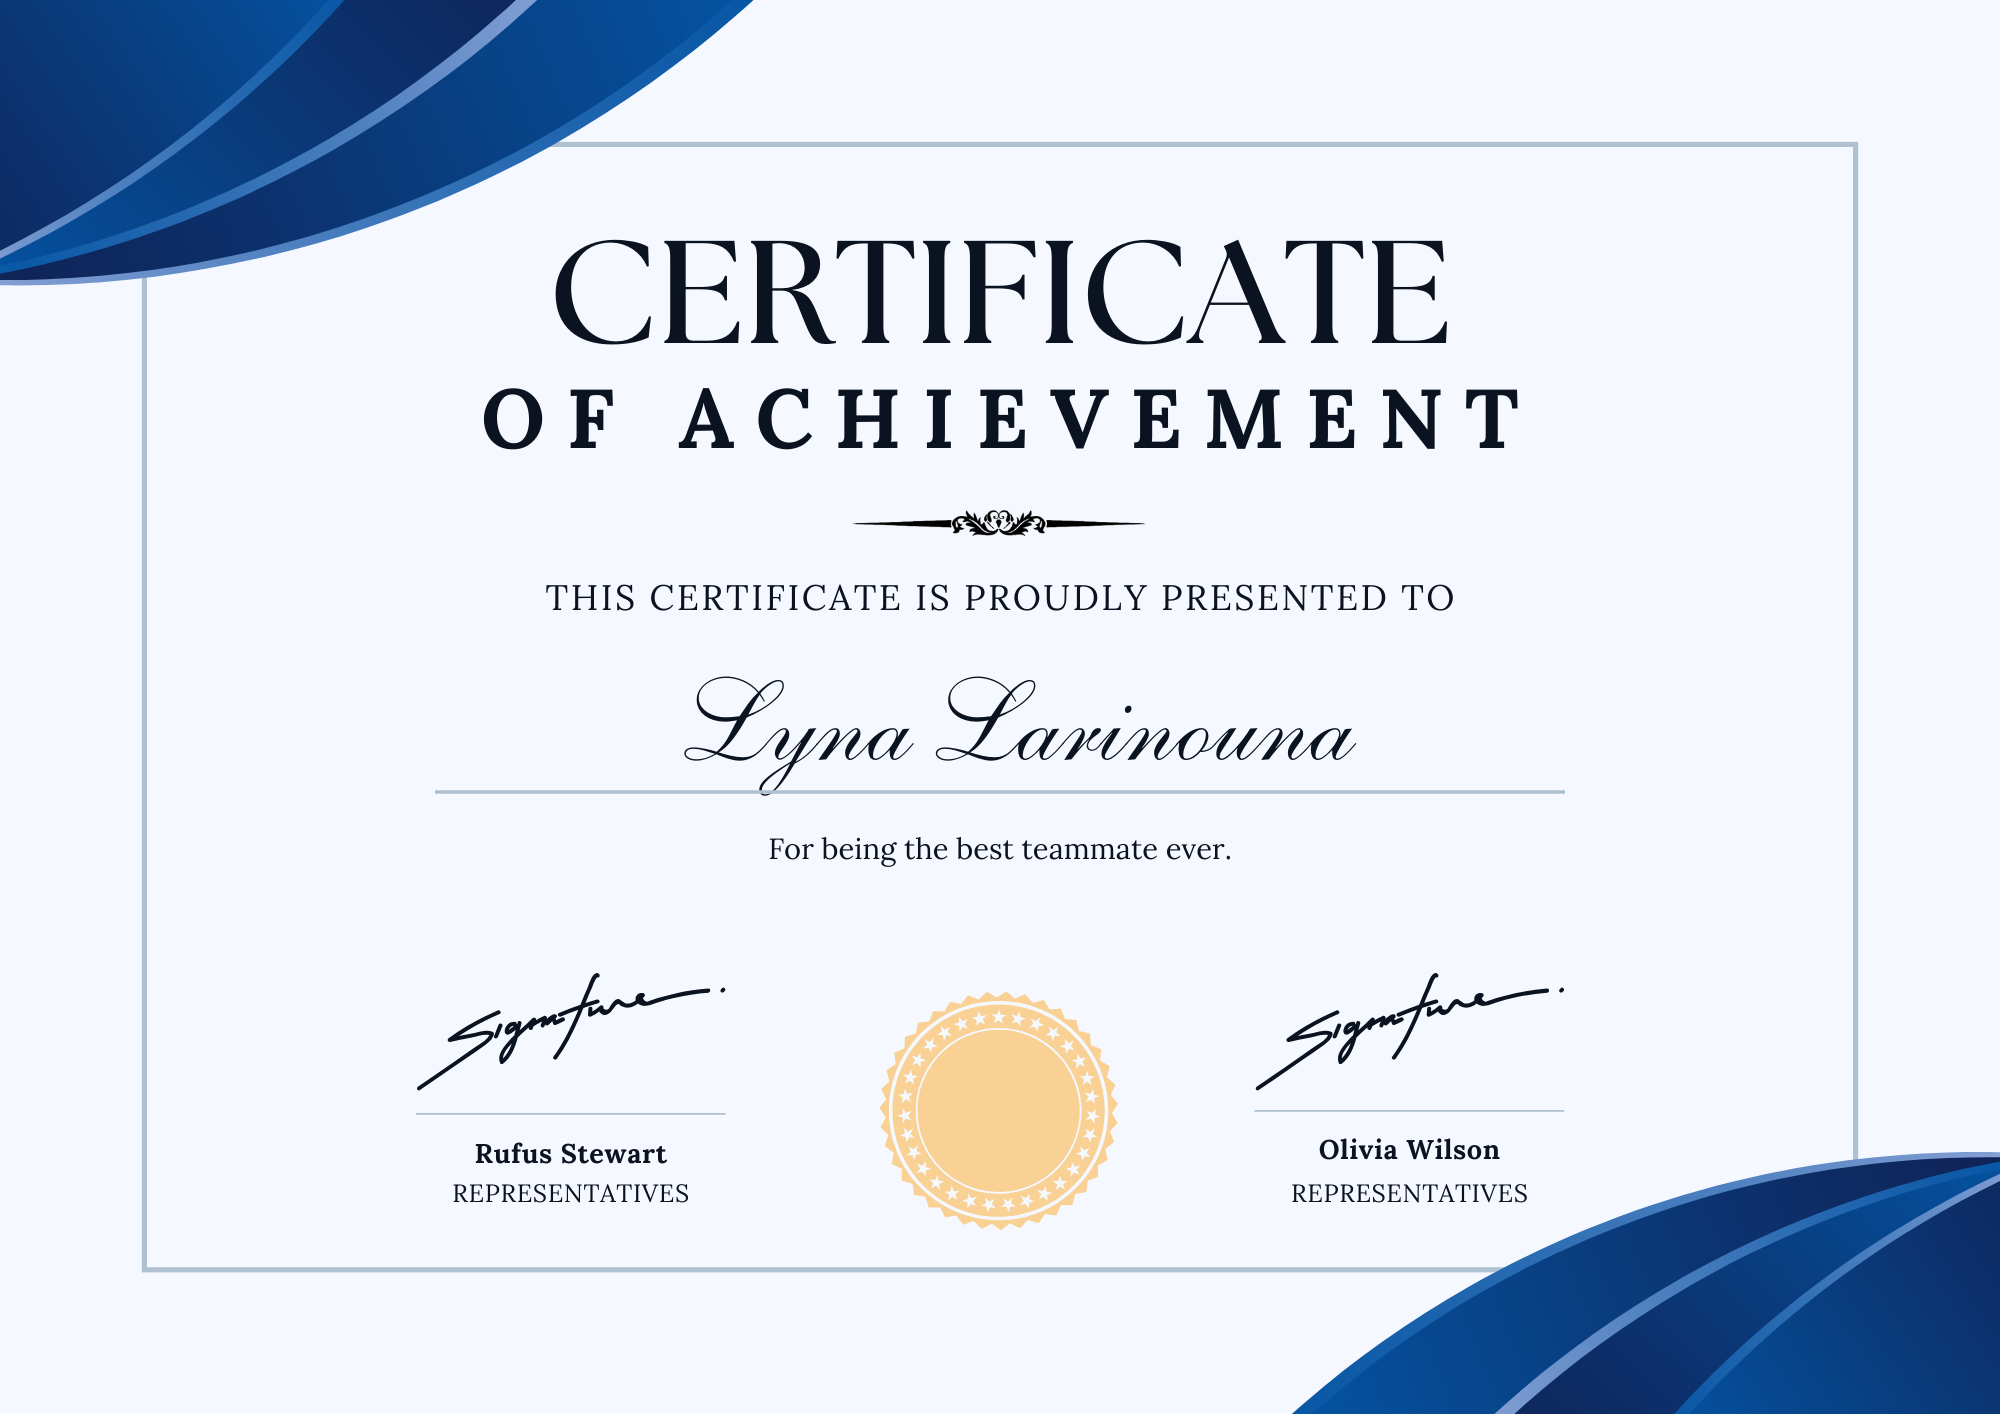 CERTIFICATE
OF ACHIEVEMENT
THIS CERTIFICATE IS PROUDLY PRESENTED TO
Lyna Larinouna
For being the best teammate ever.
Signature Signature
Rufus Stewart Olivia Wilson
REPRESENTATIVES REPRESENTATIVES